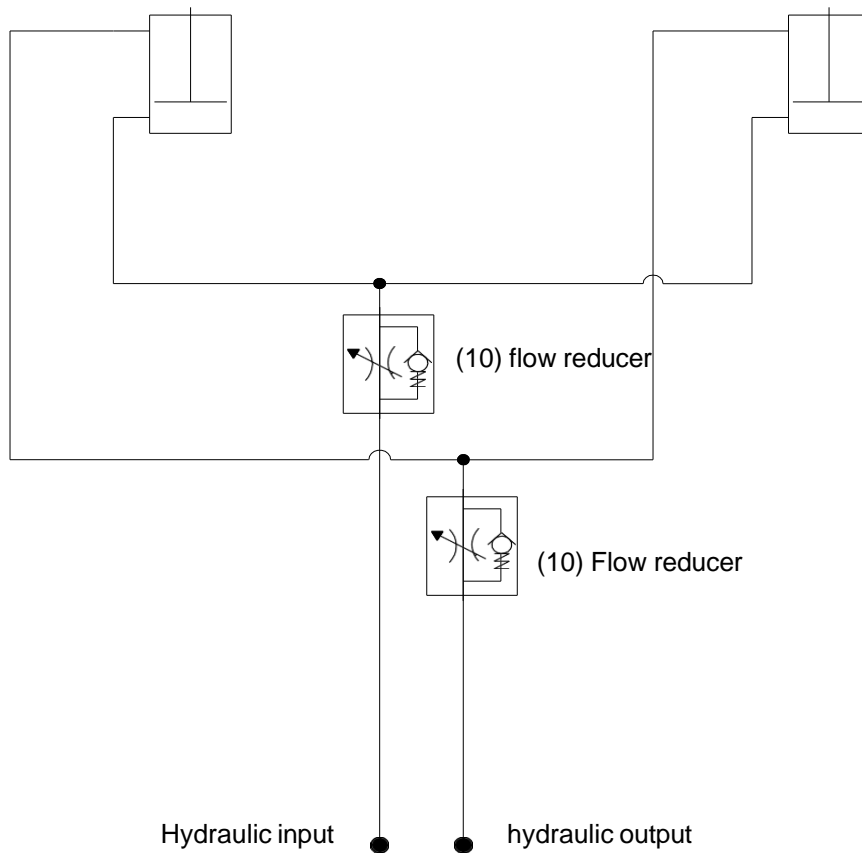 (10) flow reducer
(10) Flow reducer
Hydraulic input
hydraulic output